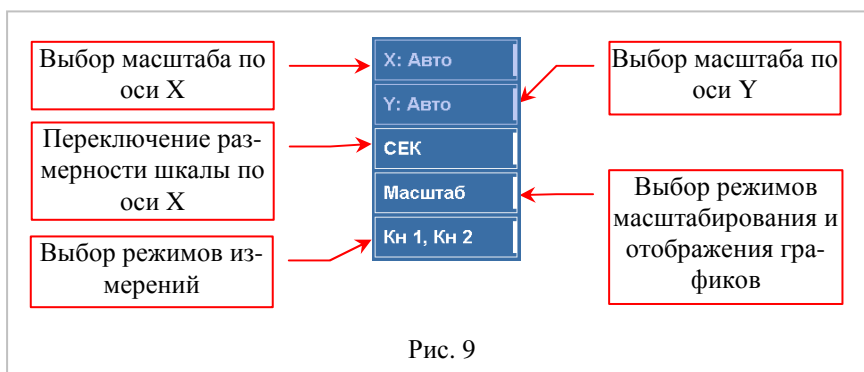 Выбор масштаба по
оси X
Переключение раз-
мерности шкалы по
оси X
Выбор режимов из-
мерений
X: Авто
Y: Авто
СЕК
Масштаб
Кн 1, Кн 2
Выбор масштаба по
оси Y
Выбор режимов
масштабирования и
отображения гра-
фиков
Рис. 9